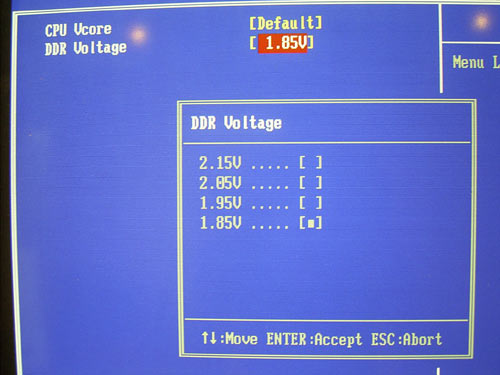 CPU Vcore [Default]
DDR Voltage [ 1.85V]
Menu L
DDR Voltage
2.15V ..... [ ]
2.05V ..... [ ]
1.95V ..... [ ]
1.85V ..... [■]
↑↓:Move ENTER:Accept ESC:Abort